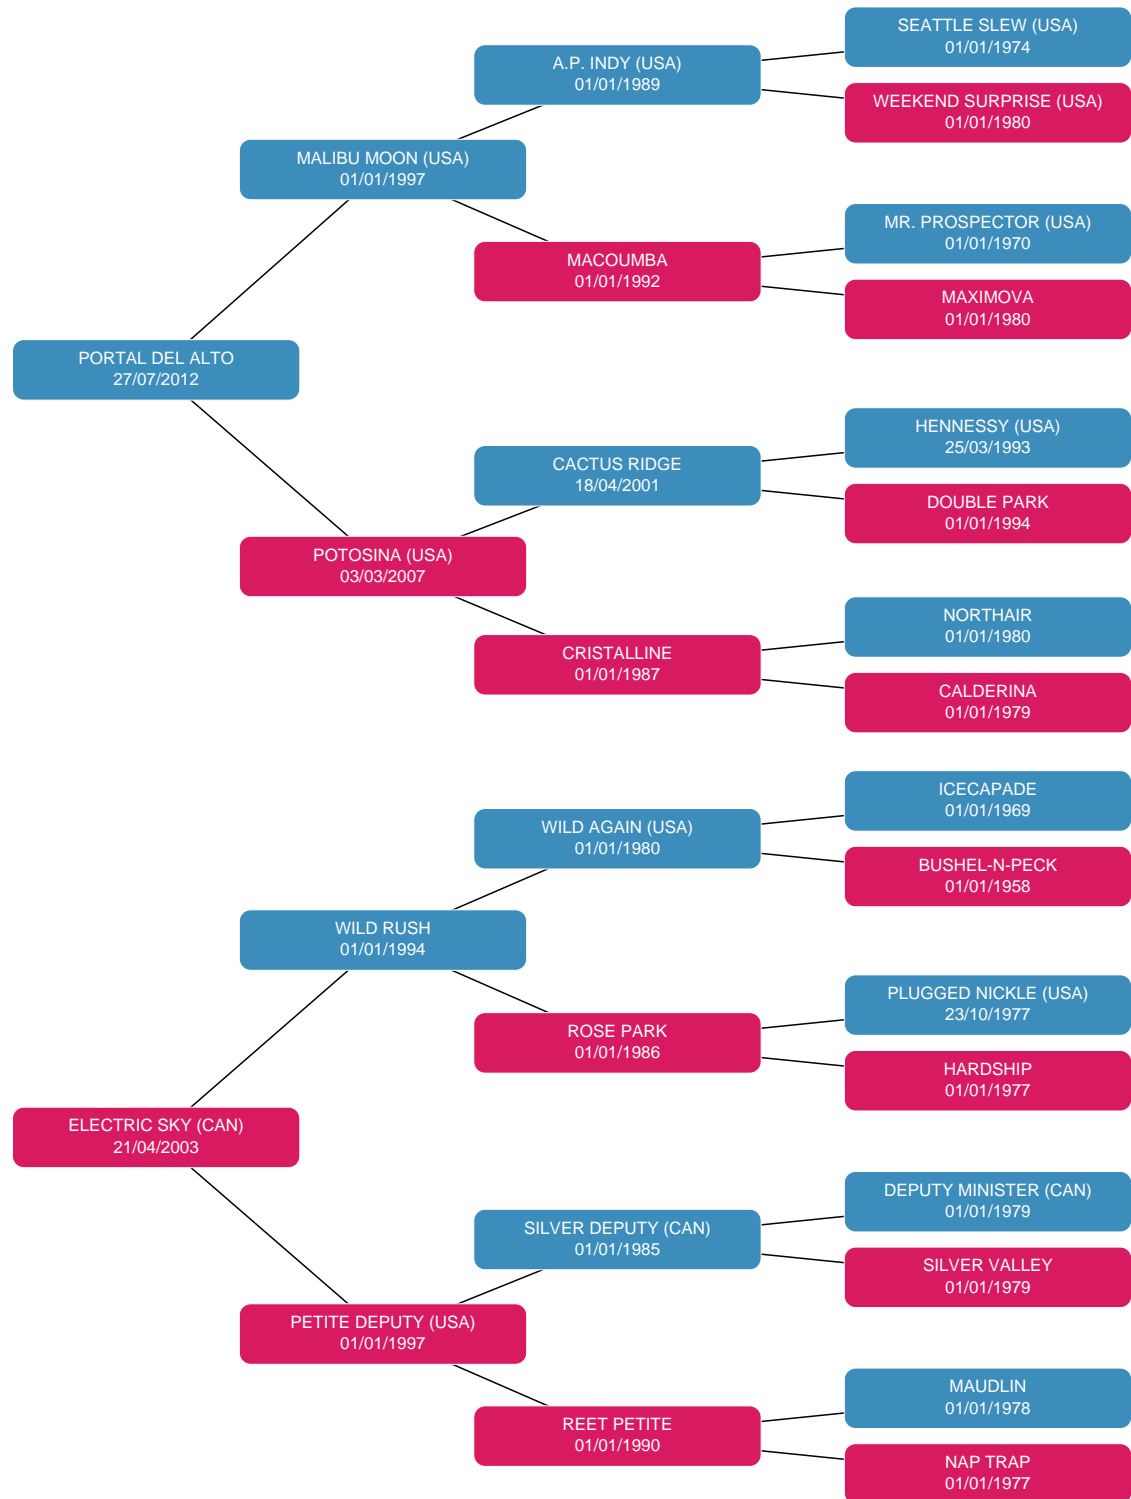 SEATTLE SLEW (USA)
01/01/1974
A.P. INDY (USA)
01/01/1989
WEEKEND SURPRISE (USA)
01/01/1980
MALIBU MOON (USA)
01/01/1997
MR. PROSPECTOR (USA)
01/01/1970
MACOUMBA
01/01/1992
MAXIMOVA
01/01/1980
PORTAL DEL ALTO
27/07/2012
HENNESSY (USA)
25/03/1993
CACTUS RIDGE
18/04/2001
DOUBLE PARK
01/01/1994
POTOSINA (USA)
03/03/2007
NORTHAIR
01/01/1980
CRISTALLINE
01/01/1987
CALDERINA
01/01/1979
ICECAPADE
01/01/1969
WILD AGAIN (USA)
01/01/1980
BUSHEL-N-PECK
01/01/1958
WILD RUSH
01/01/1994
PLUGGED NICKLE (USA)
23/10/1977
ROSE PARK
01/01/1986
HARDSHIP
01/01/1977
ELECTRIC SKY (CAN)
21/04/2003
DEPUTY MINISTER (CAN)
01/01/1979
SILVER DEPUTY (CAN)
01/01/1985
SILVER VALLEY
01/01/1979
PETITE DEPUTY (USA)
01/01/1997
MAUDLIN
01/01/1978
REET PETITE
01/01/1990
NAP TRAP
01/01/1977